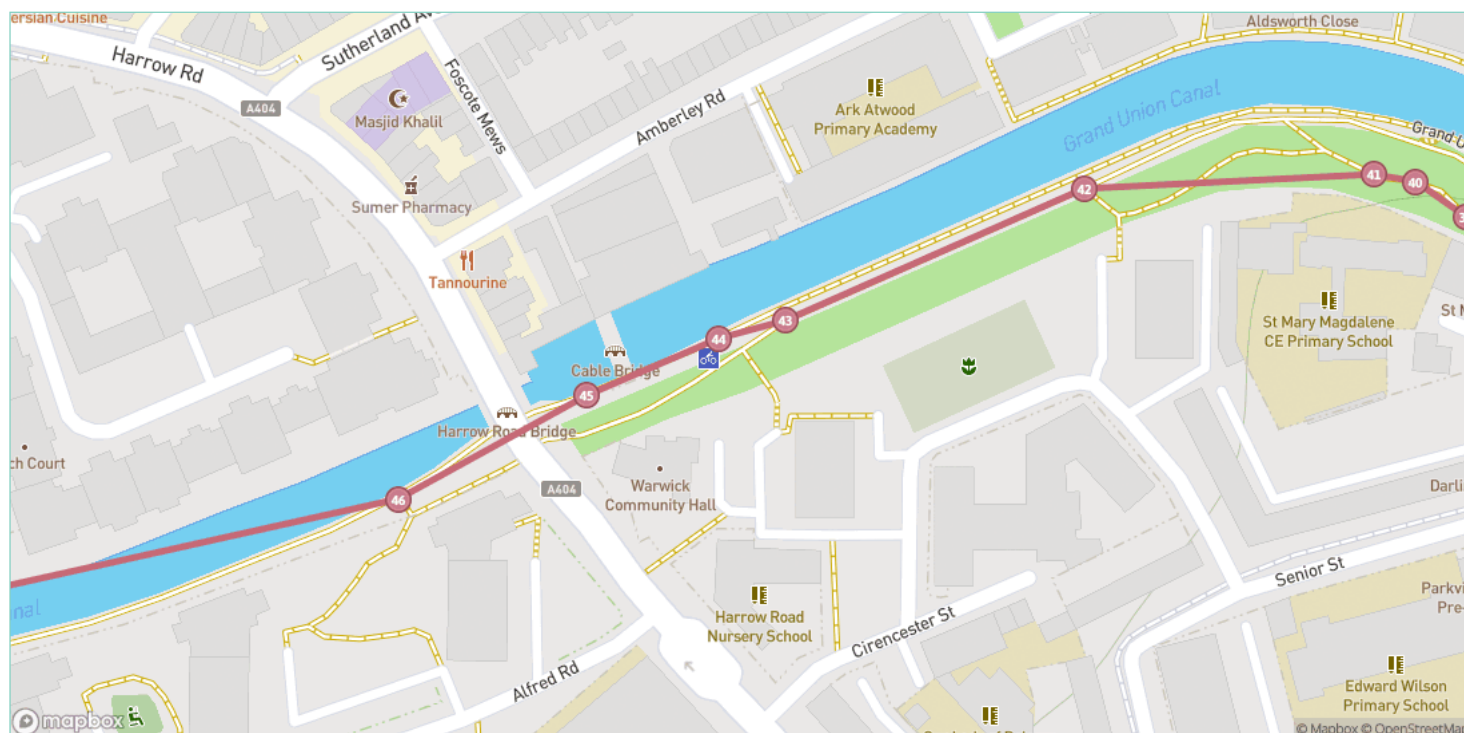 ersian Cuisine
Sutherland Av
Aldsworth Close
Harrow Rd
Foscote Mews
A404
Masjid Khalil
Amberley Rd
Ark Atwood
Primary Academy
Grand Union Canal
Grand U
Sumer Pharmacy
42
41
40
3
Tannourine
St Mary Magdalene
CE Primary School
St M
43
44
Cable Bridge
45
Harrow Road Bridge
ch Court
46
A404
Warwick
Community Hall
Darlin
Senior St
nal
Harrow Road
Nursery School
Cirencester St
Parkvi
Pre-
Alfred Rd
Edward Wilson
Primary School
mapbox
© Mapbox © OpenStreetMap